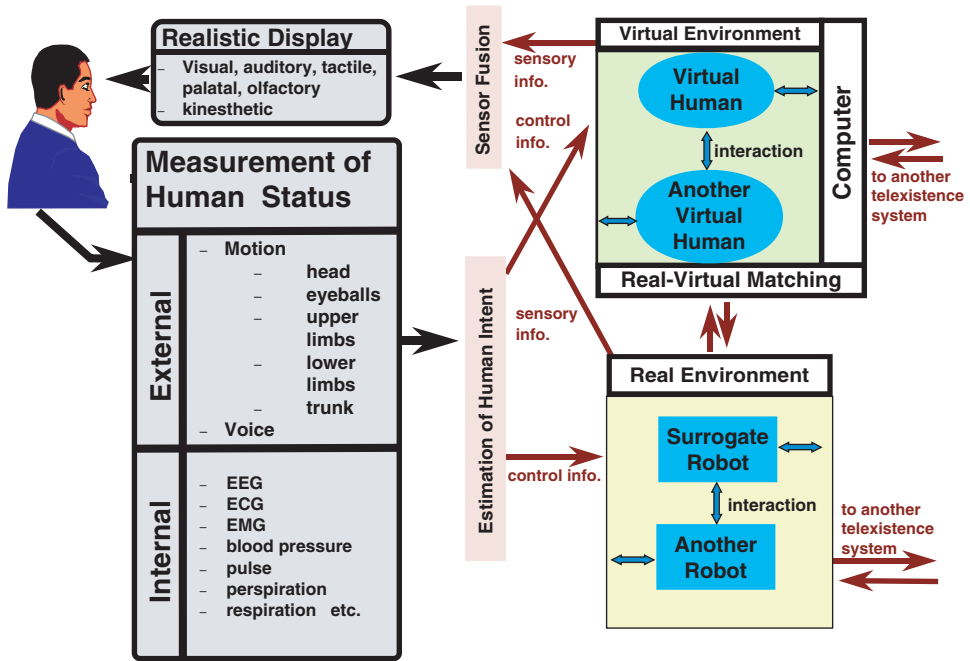 Realistic Display
– Visual, auditory, tactile,
palatal, olfactory
– kinesthetic
Measurement of
Human Status
External
– Motion
– head
– eyeballs
– upper
limbs
– lower
limbs
– trunk
– Voice
Internal
– EEG
– ECG
– EMG
– blood pressure
– pulse
– perspiration
– respiration etc.
Sensor Fusion
Estimation of Human Intent
sensory
info.
control
info.
sensory
info.
control info.
Virtual Environment
Virtual
Human
interaction
Another
Virtual
Human
Computer
Real-Virtual Matching
to another
telexistence
system
Real Environment
Surrogate
Robot
interaction
Another
Robot
to another
telexistence
system